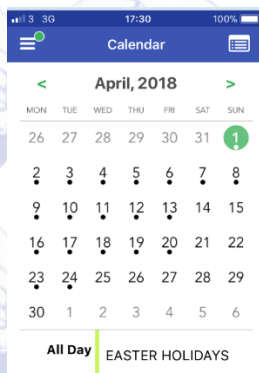 3 3G 17:30 100%
Calendar
< April, 2018 >
MON TUE WED THU FRI SAT SUN
26 27 28 29 30 31 1
2 3 4 5 6 7 8
9 10 11 12 13 14 15
16 17 18 19 20 21 22
23 24 25 26 27 28 29
30 1 2 3 4 5 6
All Day EASTER HOLIDAYS